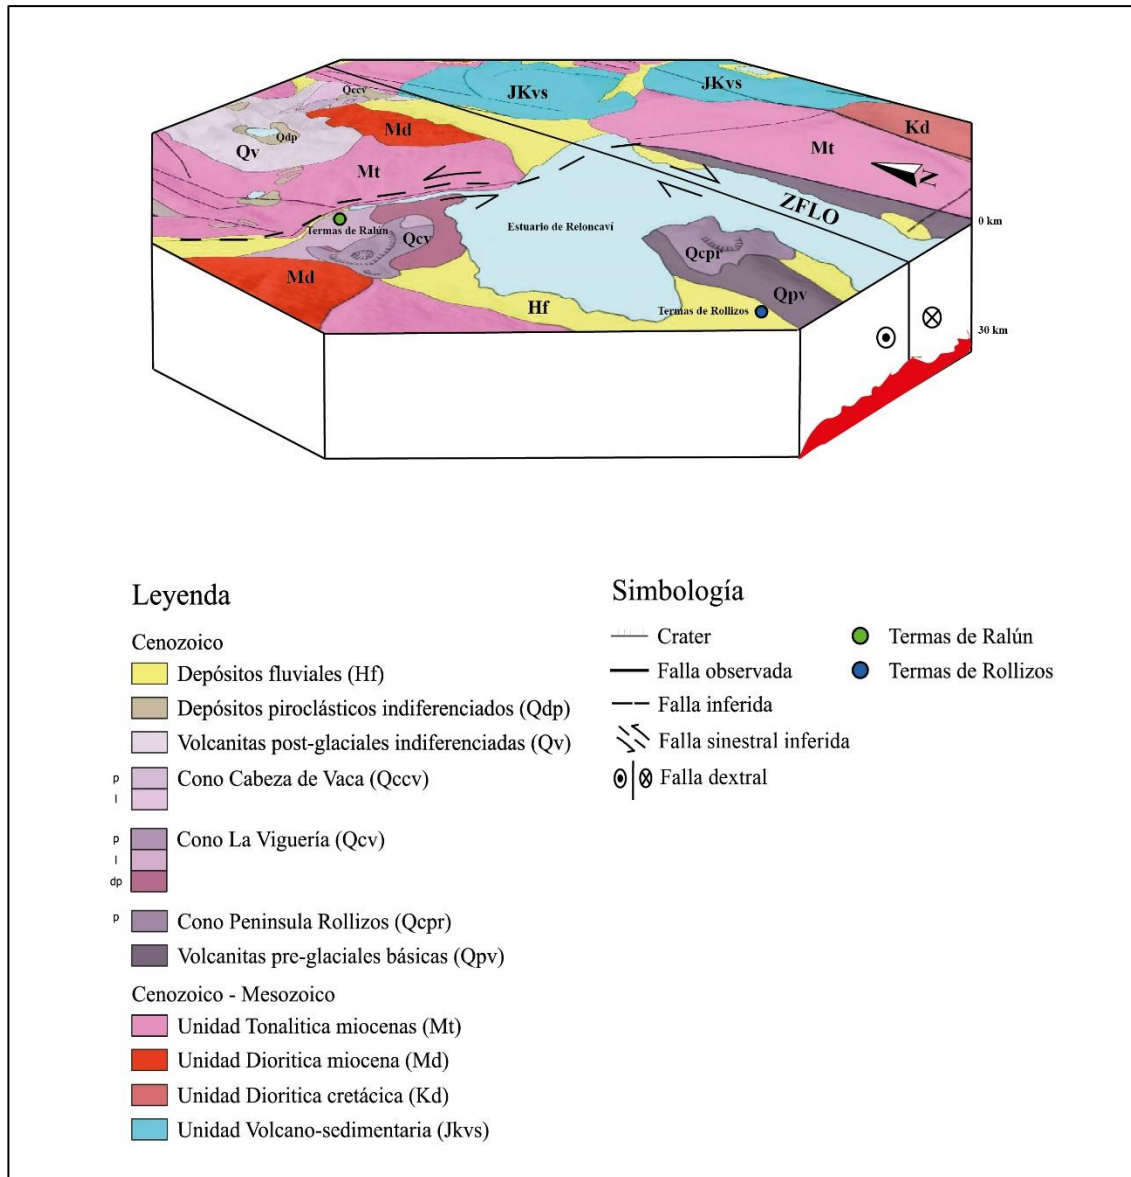 JKvs
JKvs
Qccv
Kd
Md
Qdp
Qv
Mt
Mt
N
ZFLO
0 km
Termas de Ralún
Estuario de Reloncaví
Qcv
Qcpr
Md
Qpv
Hf
Termas de Rollizos
30 km
Leyenda
Cenozoico
Depósitos fluviales (Hf)
Depósitos piroclásticos indiferenciados (Qdp)
Volcanitas post-glaciales indiferenciadas (Qv)
p
Cono Cabeza de Vaca (Qccv)
l
p
Cono La Viguería (Qcv)
l
dp
p
Cono Peninsula Rollizos (Qcpr)
Volcanitas pre-glaciales básicas (Qpv)
Cenozoico - Mesozoico
Unidad Tonalitica miocenas (Mt)
Unidad Dioritica miocena (Md)
Unidad Dioritica cretácica (Kd)
Unidad Volcano-sedimentaria (Jkvs)
Simbología
Crater
Falla observada
Falla inferida
Falla sinestral inferida
Falla dextral
Termas de Ralún
Termas de Rollizos